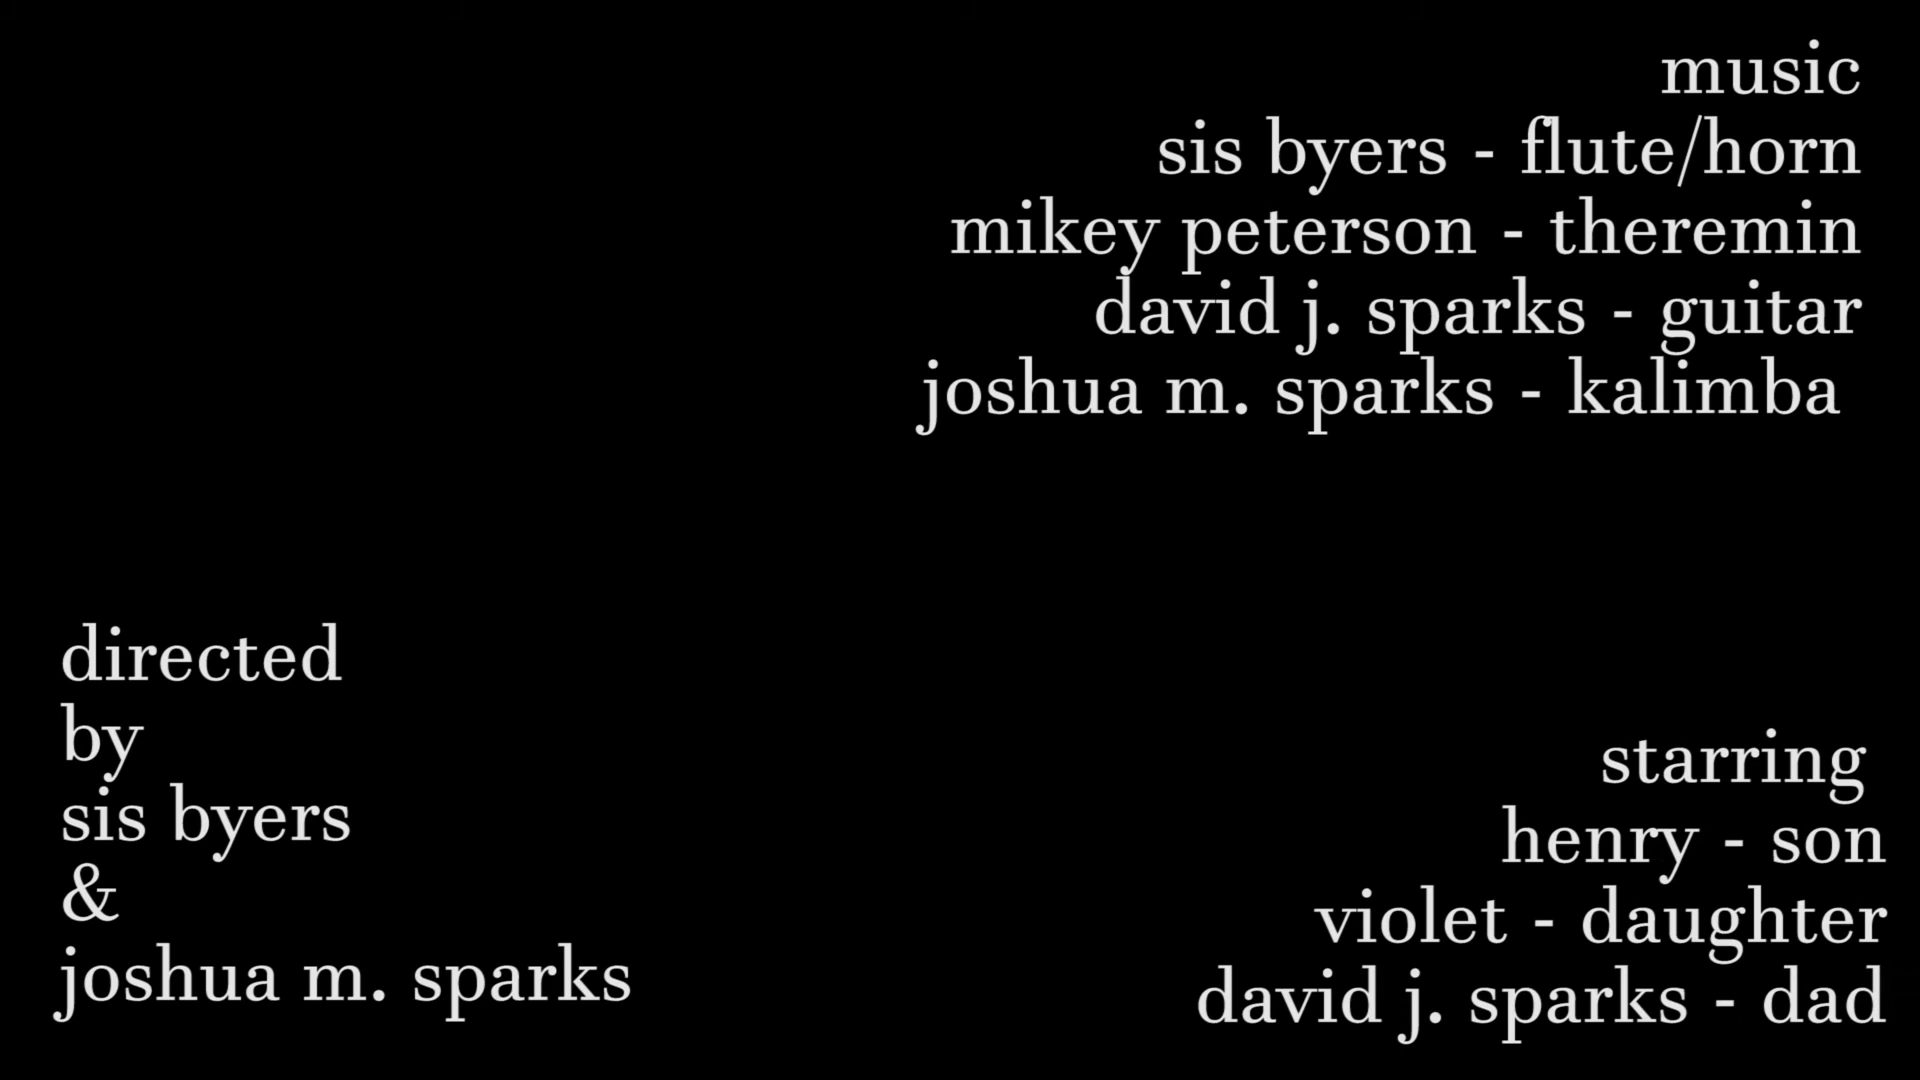 music
sis byers - flute/horn
mikey peterson - theremin
david j. sparks - guitar
joshua m. sparks - kalimba
directed
by
sis byers
&
joshua m. sparks
starring
henry - son
violet - daughter
david j. sparks - dad